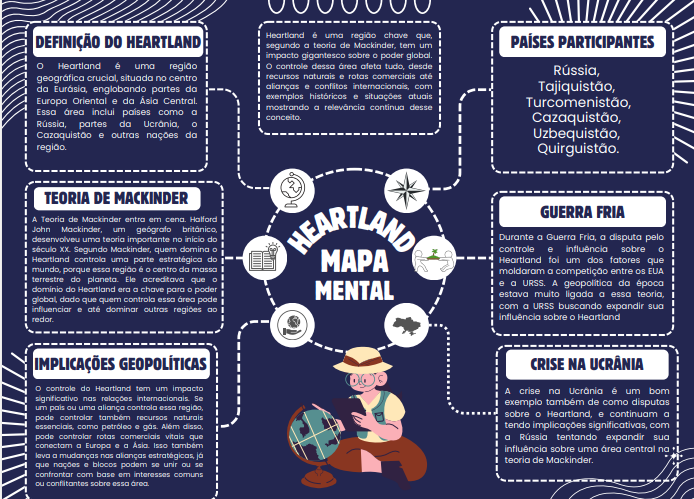 DEFINIÇÃO DO HEARTLAND
O Heartland é uma região
geográfica crucial, situada no centro
da Eurásia, englobando partes da
Europa Oriental e da Ásia Central.
Essa área inclui países como a
Rússia, partes da Ucrânia, o
Cazaquistão e outras nações da
região.
Heartland é uma região chave que,
segundo a teoria de Mackinder, tem um
impacto gigantesco sobre o poder global.
O controle dessa área afeta tudo, desde
recursos naturais e rotas comerciais até
alianças e conflitos internacionais, com
exemplos históricos e situações atuais
mostrando a relevância contínua desse
conceito.
PAÍSES PARTICIPANTES
Rússia,
Tajiquistão,
Turcomenistão,
Cazaquistão,
Uzbequistão,
Quirguistão.
TEORIA DE MACKINDER
A Teoria de Mackinder entra em cena. Halford
John Mackinder, um geógrafo britânico,
desenvolveu uma teoria importante no início do
século XX. Segundo Mackinder, quem domina o
Heartland controla uma parte estratégica do
mundo, porque essa região é o centro da massa
terrestre do planeta. Ele acreditava que o
domínio do Heartland era a chave para o poder
global, dado que quem controla essa área pode
influenciar e até dominar outras regiões ao
redor.
HEARTLAND
MAPA
MENTAL
GUERRA FRIA
Durante a Guerra Fria, a disputa pelo
controle e influência sobre o
Heartland foi um dos fatores que
moldaram a competição entre os EUA
e a URSS. A geopolítica da época
estava muito ligada a essa teoria,
com a URSS buscando expandir sua
influência sobre o Heartland
IMPLICAÇÕES GEOPOLÍTICAS
O controle do Heartland tem um impacto
significativo nas relações internacionais. Se
um país ou uma aliança controla essa região,
pode controlar também recursos naturais
essenciais, como petróleo e gás. Além disso,
pode controlar rotas comerciais vitais que
conectam a Europa e a Ásia. Isso também
leva a mudanças nas alianças estratégicas, já
que nações e blocos podem se unir ou se
confrontar com base em interesses comuns
ou conflitantes sobre essa área.
CRISE NA UCRÂNIA
A crise na Ucrânia é um bom
exemplo também de como disputas
sobre o Heartland, e continuam a
tendo implicações significativas, com
a Rússia tentando expandir sua
influência sobre uma área central na
teoria de Mackinder.